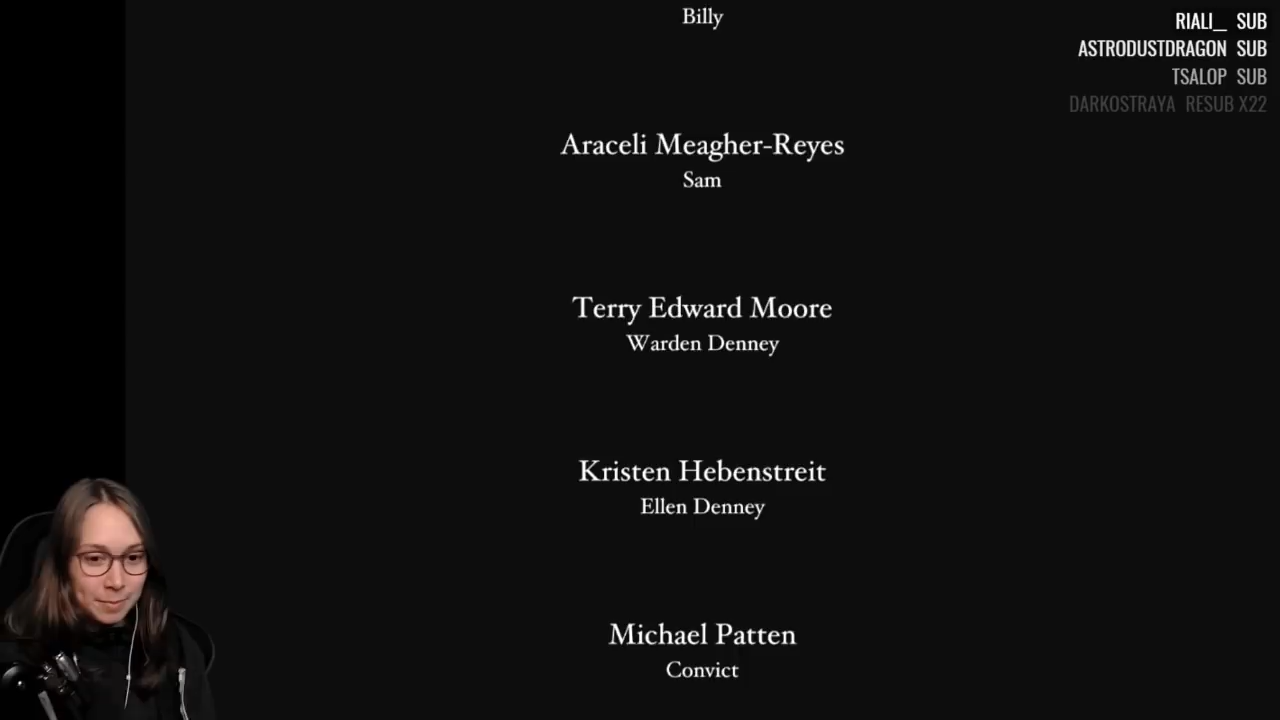 Billy
RIALI__ SUB
ASTRODUSTDRAGON SUB
TSALOP SUB
DARKOSTRAYA RESUB X22
Araceli Meagher-Reyes
Sam
Terry Edward Moore
Warden Denney
Kristen Hebenstreit
Ellen Denney
Michael Patten
Convict